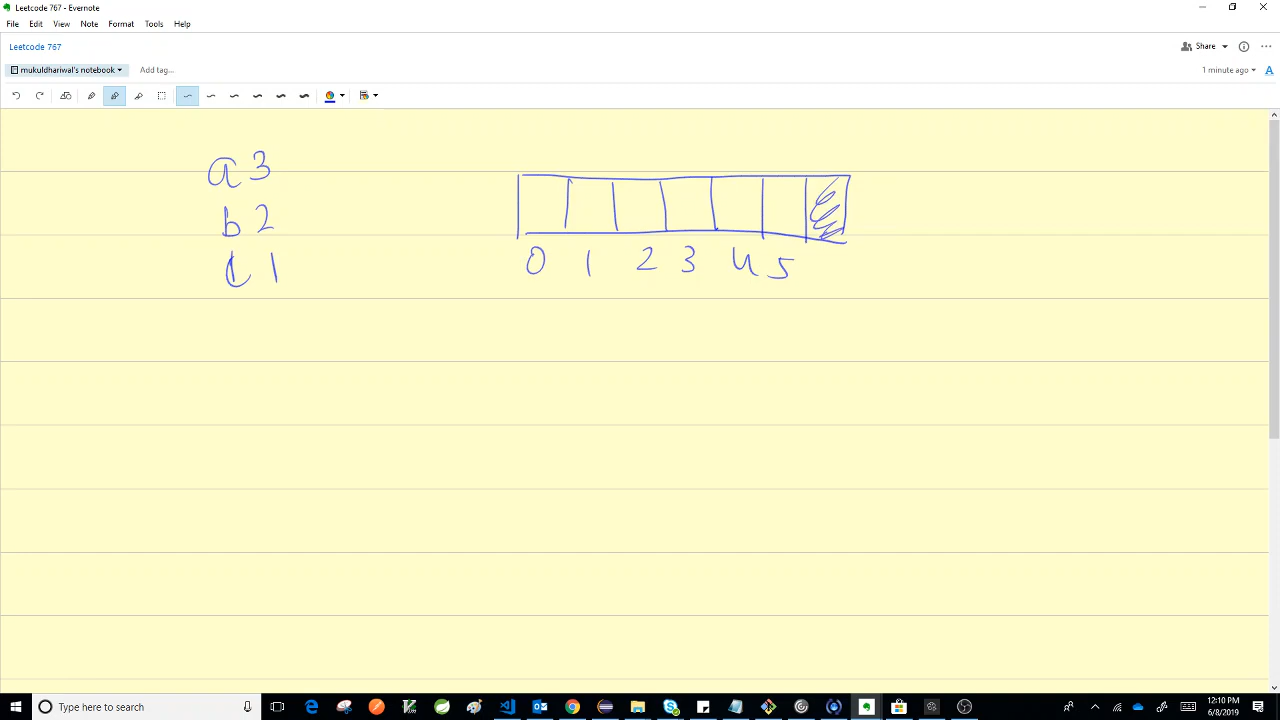 Leetcode 767 - Evernote
File Edit View Note Format Tools Help
Leetcode 767
Share
mukuldhariwal's notebook Add tag...
1 minute ago
a 3
b 2
c 1
0 1 2 3 4 5
Type here to search
12:10 PM
6/8/2019